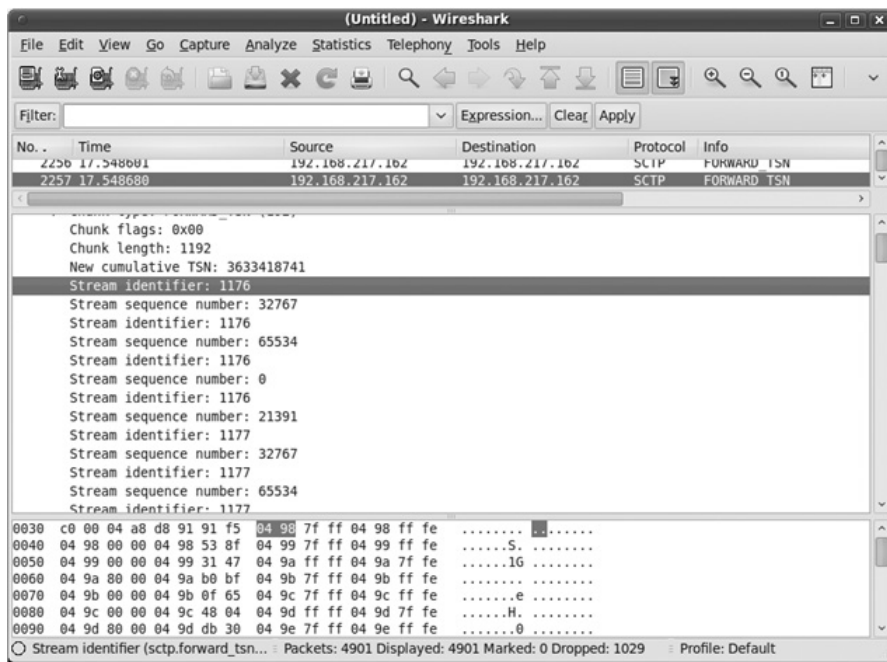 (Untitled) - Wireshark
File Edit View Go Capture Analyze Statistics Telephony Tools Help
Filter: Expression... Clear Apply
No. . Time Source Destination Protocol Info
2256 17.548601 192.168.217.162 192.168.217.162 SCTP FORWARD_TSN
2257 17.548680 192.168.217.162 192.168.217.162 SCTP FORWARD_TSN
Chunk flags: 0x00
Chunk length: 1192
New cumulative TSN: 3633418741
Stream identifier: 1176
Stream sequence number: 32767
Stream identifier: 1176
Stream sequence number: 65534
Stream identifier: 1176
Stream sequence number: 0
Stream identifier: 1176
Stream sequence number: 21391
Stream identifier: 1177
Stream sequence number: 32767
Stream identifier: 1177
Stream sequence number: 65534
Stream identifier: 1177
0030 c0 00 04 a8 d8 91 91 f5 04 98 7f ff 04 98 ff fe ........ ........
0040 04 98 00 00 04 98 53 8f 04 99 7f ff 04 99 ff fe ......S. ........
0050 04 99 00 00 04 99 31 47 04 9a ff ff 04 9a 7f fe ......1G ........
0060 04 9a 80 00 04 9a b0 bf 04 9b 7f ff 04 9b ff fe ........ ........
0070 04 9b 00 00 04 9b 0f 65 04 9c 7f ff 04 9c ff fe .......e ........
0080 04 9c 00 00 04 9c 48 04 04 9d ff ff 04 9d 7f fe ......H. ........
0090 04 9d 80 00 04 9d db 30 04 9e 7f ff 04 9e ff fe .......0 ........
Stream identifier (sctp.forward_tsn... Packets: 4901 Displayed: 4901 Marked: 0 Dropped: 1029 Profile: Default